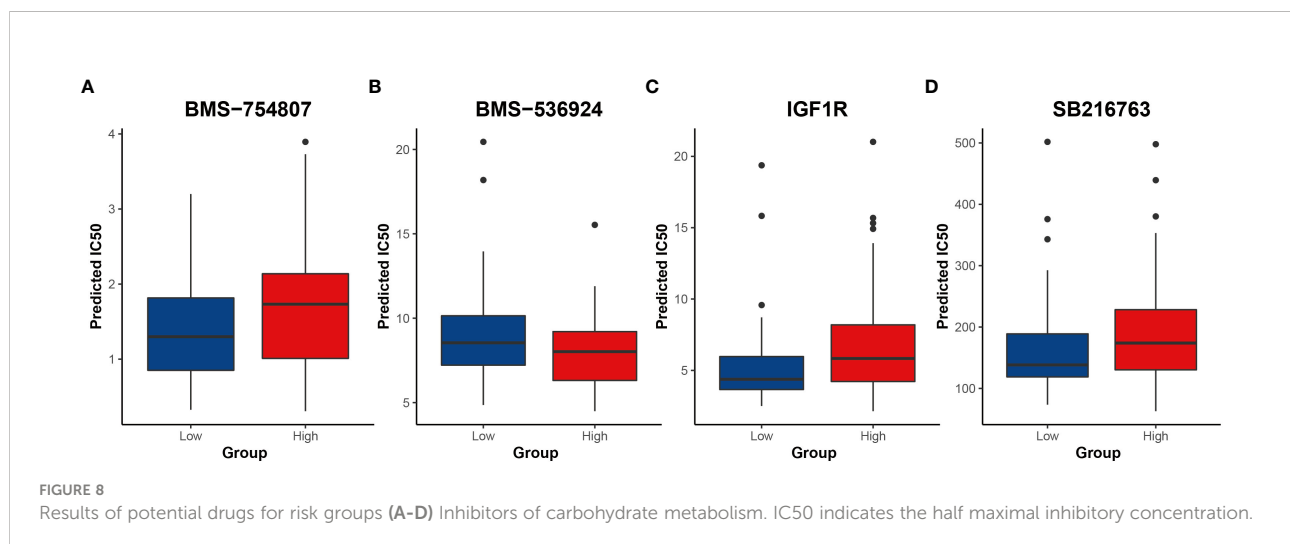 A
BMS−754807
Predicted IC50
4
3
2
1
Low
High
Group
B
BMS−536924
Predicted IC50
20
15
10
5
Low
High
Group
C
IGF1R
Predicted IC50
20
15
10
5
Low
High
Group
D
SB216763
Predicted IC50
500
400
300
200
100
Low
High
Group
FIGURE 8
Results of potential drugs for risk groups (A-D) Inhibitors of carbohydrate metabolism. IC50 indicates the half maximal inhibitory concentration.